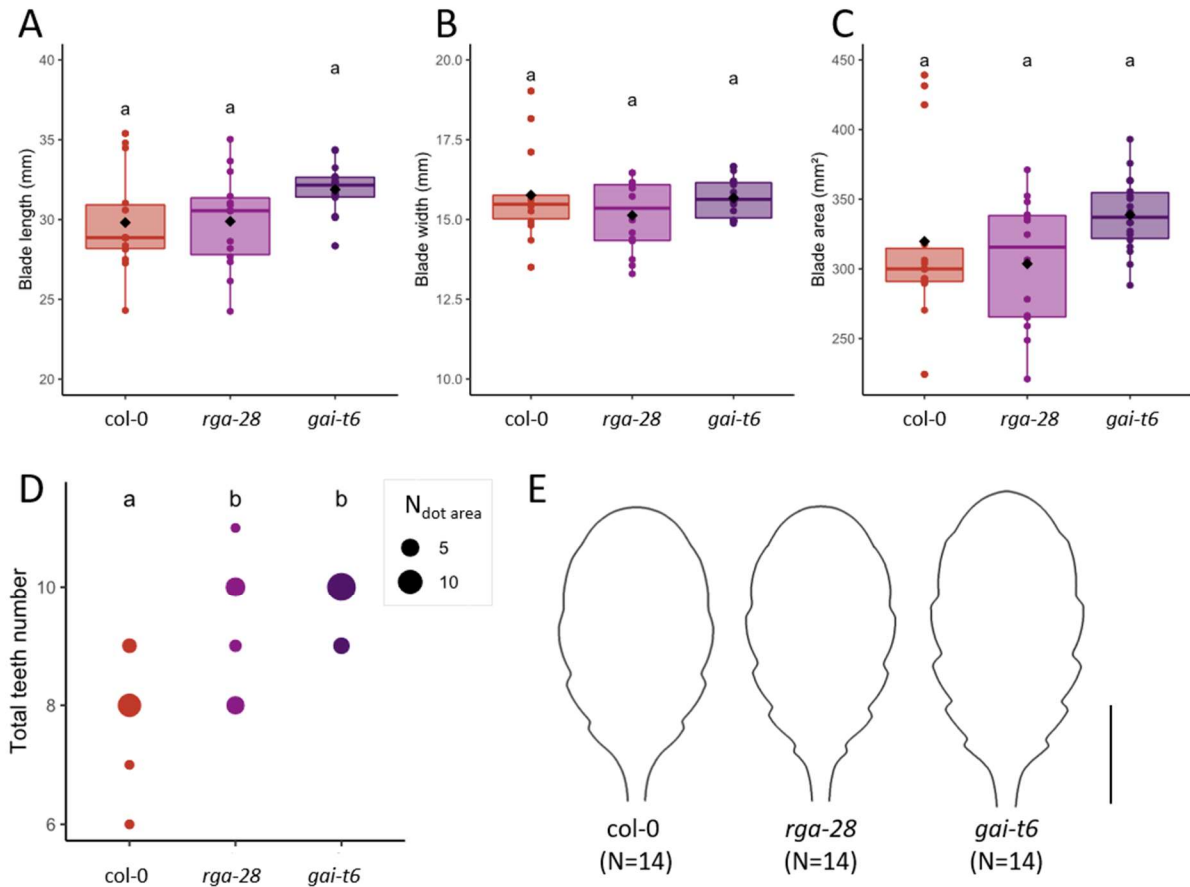 A
Blade length (mm)
40
35
30
25
20
a
a
a
col-0
rga-28
gai-t6
B
Blade width (mm)
20.0
17.5
15.0
12.5
10.0
a
a
a
col-0
rga-28
gai-t6
C
Blade area (mm²)
450
400
350
300
250
a
a
a
col-0
rga-28
gai-t6
D
Total teeth number
10
8
6
a
b
b
N dot area
5
10
col-0
rga-28
gai-t6
E
col-0
(N=14)
rga-28
(N=14)
gai-t6
(N=14)